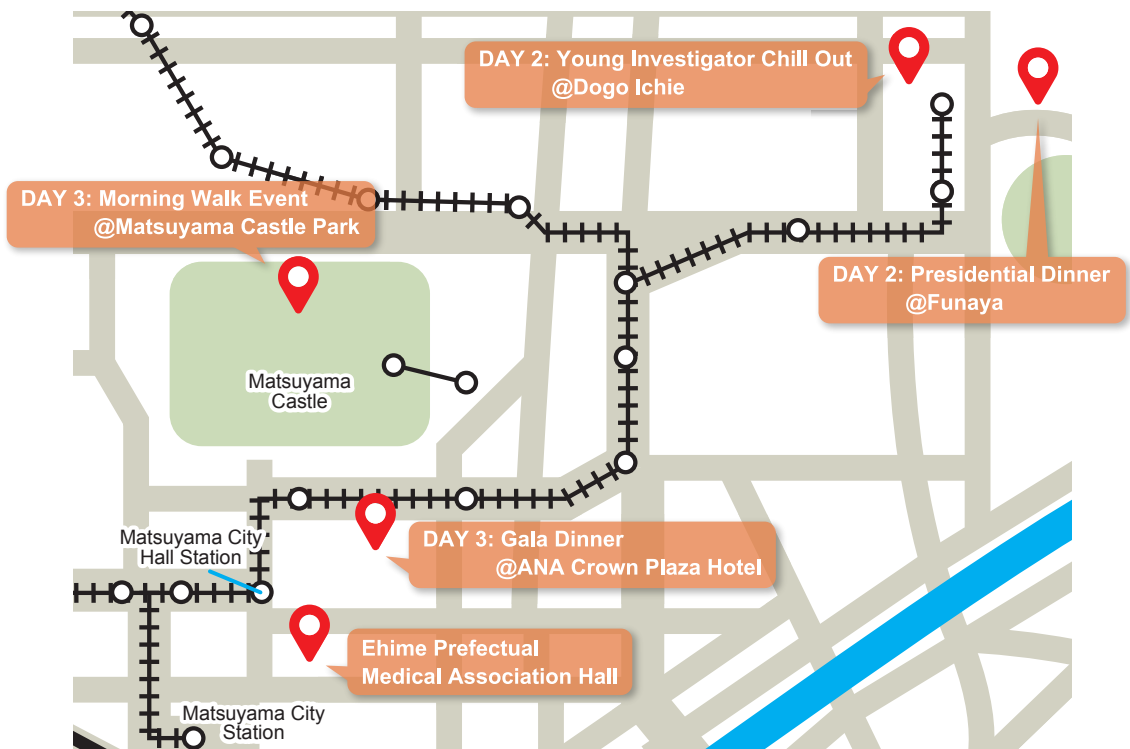 DAY 2: Young Investigator Chill Out
@Dogo Ichie
DAY 3: Morning Walk Event
@Matsuyama Castle Park
DAY 2: Presidential Dinner
@Funaya
Matsuyama
Castle
Matsuyama City
Hall Station
DAY 3: Gala Dinner
@ANA Crown Plaza Hotel
Ehime Prefectual
Medical Association Hall
Matsuyama City
Station